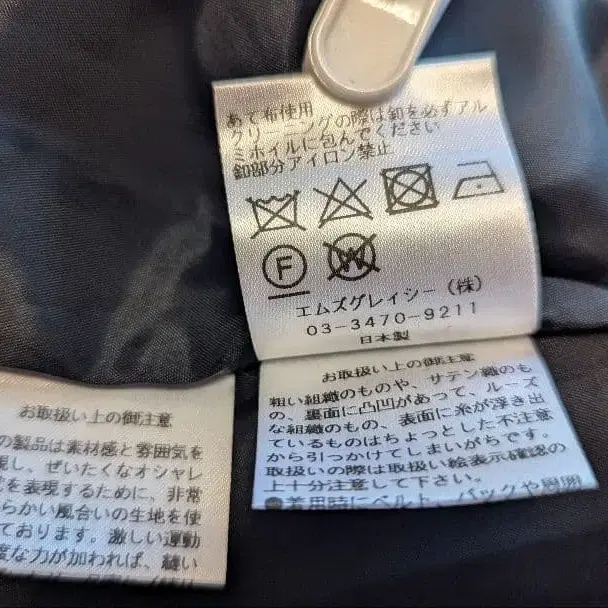 あて布使用
クリーニングの際は釦を必ずアル
ミホイルに包んでください
釦部分アイロン禁止
F
W
エムズグレイシー(株)
03-3470-9211
日本製
お取扱い上の御注意
粗い組織のものや、サテン織のも
の、裏面に凸凹があって、ルーズ
な組織のもの、表面に糸が浮き出
ているものはちょっとした不注意
から引つかけてしまいがちです。
取扱いの際は取扱い絵表示確認の
上十分注意して下さい。
●着用時にベルト、バッグや周囲
お取扱い上の御注意
の製品は素材感と雰囲気を
現し、ぜいたくなオシャレ
を表現するために、非常
らかい風合いの生地を使
ております。激しい運動
度な力が加われば、縫い